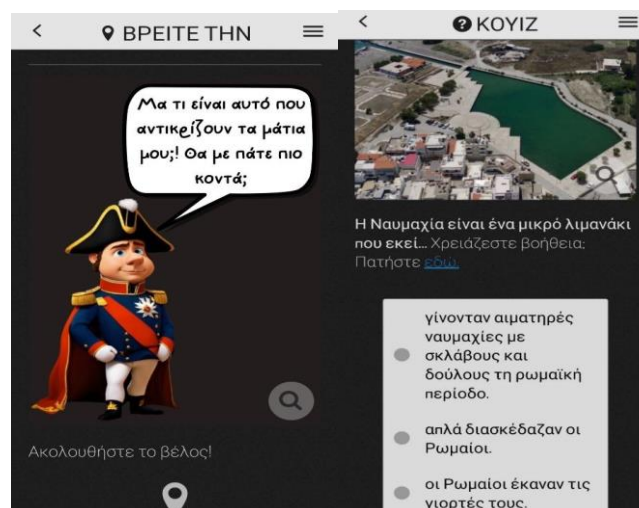 ΒΡΕΙΤΕ ΤΗΝ
Μα τι είναι αυτό που
αντικρίζουν τα μάτια
μου;! Θα με πάτε πιο
κοντά;
Ακολουθήστε το βέλος!
ΚΟΥΙΖ
Η Ναυμαχία είναι ένα μικρό λιμανάκι
που εκεί... Χρειάζεστε βοήθεια;
Πατήστε εδώ.
γίνονταν αιματηρές
ναυμαχίες με
σκλάβους και
δούλους τη ρωμαϊκή
περίοδο.
απλά διασκέδαζαν οι
Ρωμαίοι.
οι Ρωμαίοι έκαναν τις
γιορτές τους.